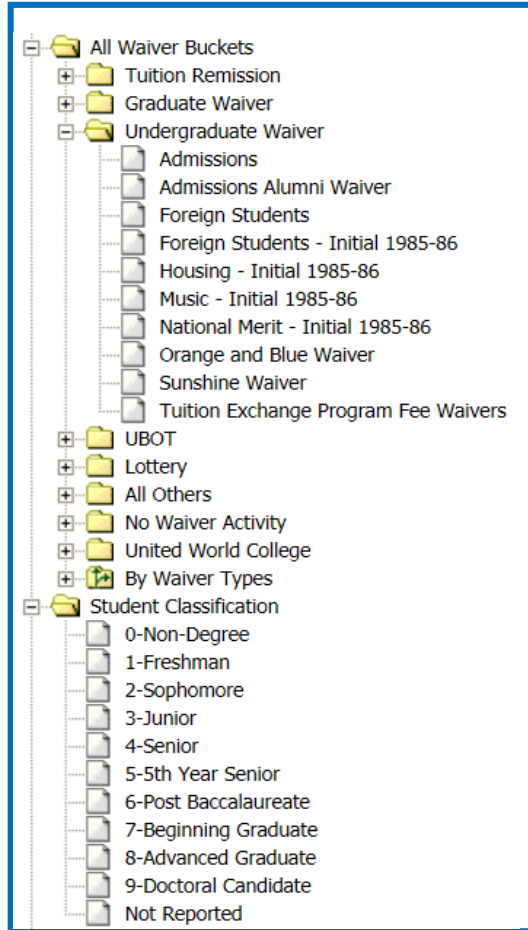 All Waiver Buckets
Tuition Remission
Graduate Waiver
Undergraduate Waiver
Admissions
Admissions Alumni Waiver
Foreign Students
Foreign Students - Initial 1985-86
Housing - Initial 1985-86
Music - Initial 1985-86
National Merit - Initial 1985-86
Orange and Blue Waiver
Sunshine Waiver
Tuition Exchange Program Fee Waivers
UBOT
Lottery
All Others
No Waiver Activity
United World College
By Waiver Types
Student Classification
0-Non-Degree
1-Freshman
2-Sophomore
3-Junior
4-Senior
5-5th Year Senior
6-Post Baccalaureate
7-Beginning Graduate
8-Advanced Graduate
9-Doctoral Candidate
Not Reported